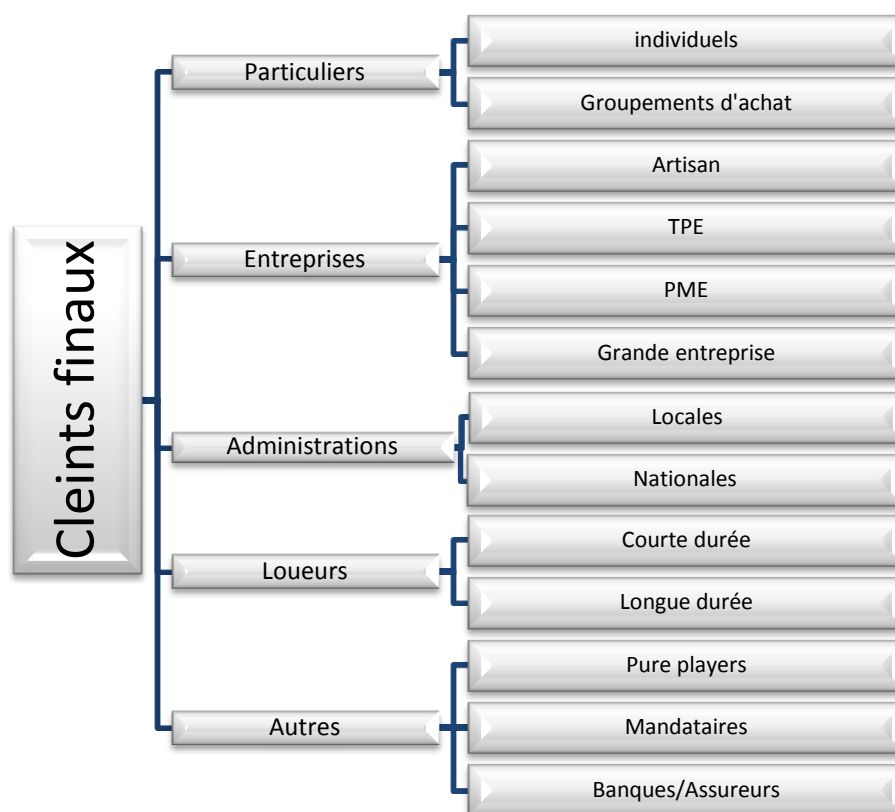 Cleints finaux
Particuliers
individuels
Groupements d'achat
Entreprises
Artisan
TPE
PME
Grande entreprise
Administrations
Locales
Nationales
Loueurs
Courte durée
Longue durée
Autres
Pure players
Mandataires
Banques/Assureurs